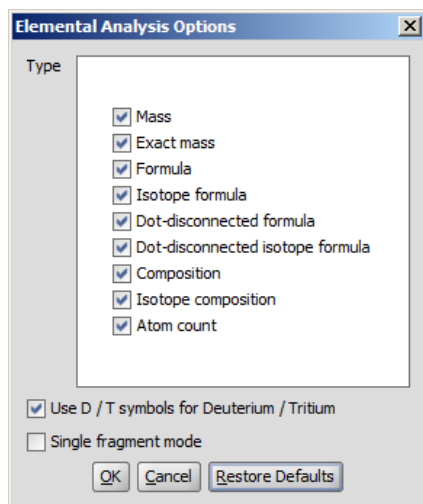 Elemental Analysis Options
Type
Mass
Exact mass
Formula
Isotope formula
Dot-disconnected formula
Dot-disconnected isotope formula
Composition
Isotope composition
Atom count
Use D / T symbols for Deuterium / Tritium
Single fragment mode
OK Cancel Restore Defaults